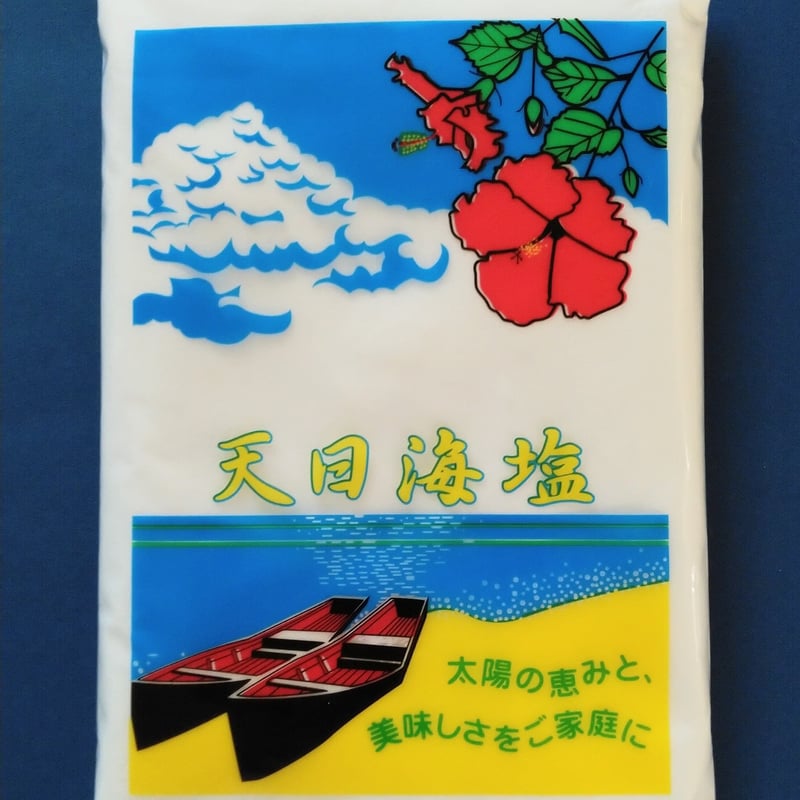 天日海塩
太陽の恵みと、
美味しさをご家庭に